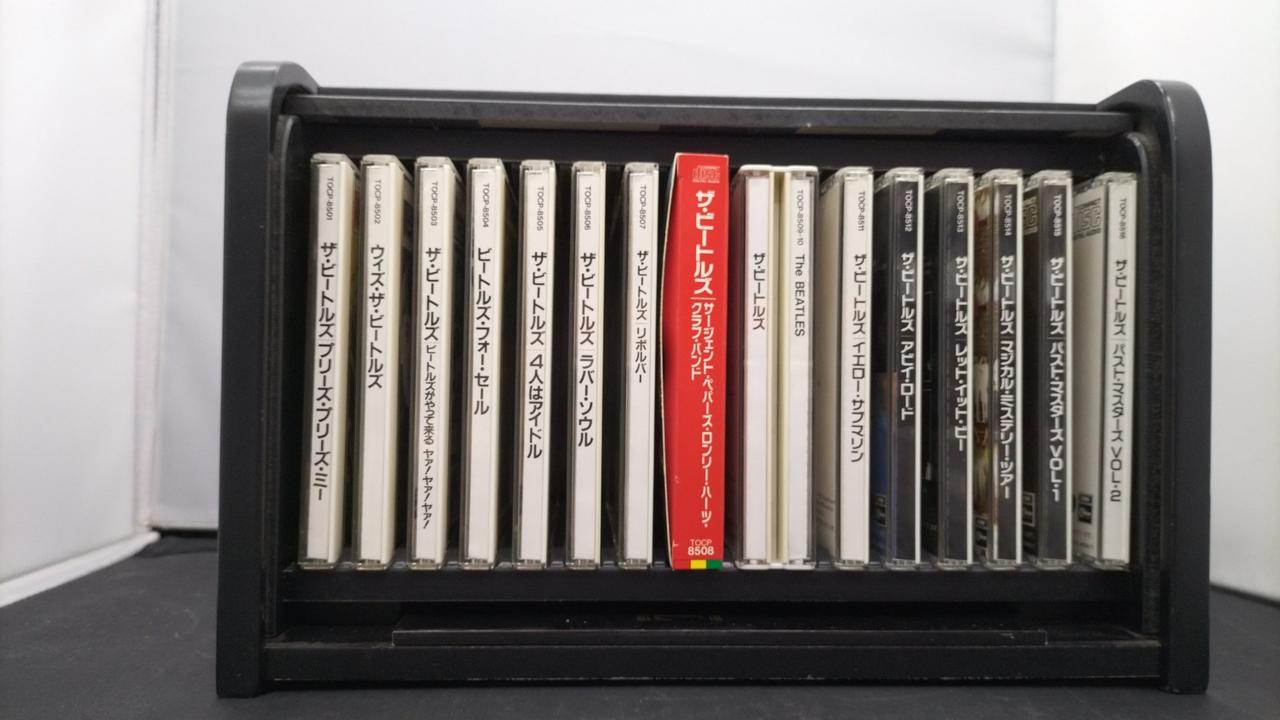 TOCP-8501
ザ・ビートルズ プリーズ・プリーズ・ミー
TOCP-8502
ウィズ・ザ・ビートルズ
TOCP-8503
ザ・ビートルズ ビートルズがやって来る ヤァ!ヤァ!ヤァ!
TOCP-8504
ビートルズ・フォー・セール
TOCP-8505
ザ・ビートルズ 4人はアイドル
TOCP-8506
ザ・ビートルズ ラバー・ソウル
TOCP-8507
ザ・ビートルズ リボルバー
ザ・ビートルズ
サージェント・ペパーズ・ロンリー・ハーツ・
クラブ・バンド
TOCP
8508
ザ・ビートルズ
TOCP-8509-10
The BEATLES
TOCP-8511
ザ・ビートルズ イエロー・サブマリン
TOCP-8512
ザ・ビートルズ アビイ・ロード
TOCP-8513
ザ・ビートルズ レット・イット・ビー
TOCP-8514
ザ・ビートルズ マジカル・ミステリー・ツアー
TOCP-8515
ザ・ビートルズ パスト・マスターズ VOL・1
TOCP-8516
ザ・ビートルズ パスト・マスターズ VOL・2